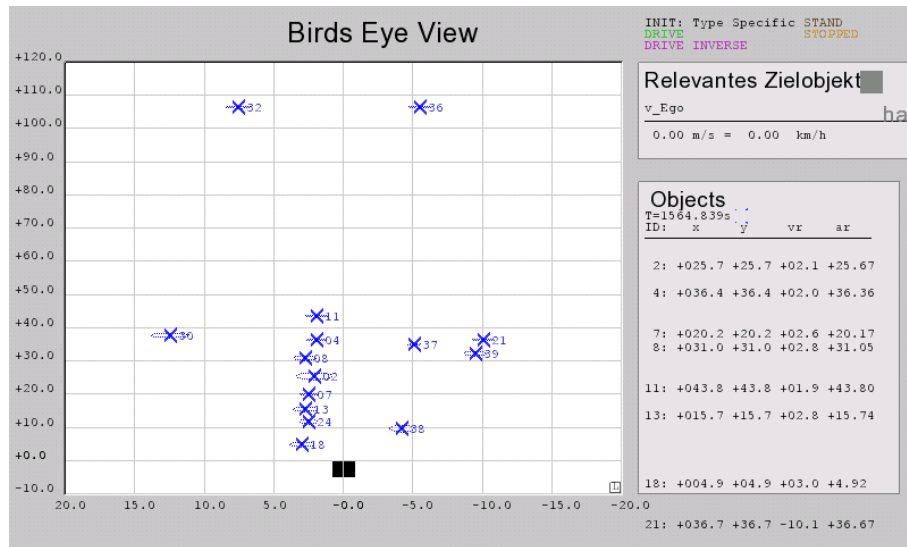 Birds Eye View
INIT: Type Specific STAND
DRIVE STOPPED
DRIVE INVERSE
+120.0
+110.0
+100.0
+90.0
+80.0
+70.0
+60.0
+50.0
+40.0
+30.0
+20.0
+10.0
+0.0
-10.0
20.0 15.0 10.0 5.0 -0.0 -5.0 -10.0 -15.0 -20.0
32
36
11
30
04
21
37
08
39
02
07
13
24
38
18
L
Relevantes Zielobjekt
v_Ego
ha
0.00 m/s = 0.00 km/h
Objects
T=1564.839s
ID: x y vr ar
2: +025.7 +25.7 +02.1 +25.67
4: +036.4 +36.4 +02.0 +36.36
7: +020.2 +20.2 +02.6 +20.17
8: +031.0 +31.0 +02.8 +31.05
11: +043.8 +43.8 +01.9 +43.80
13: +015.7 +15.7 +02.8 +15.74
18: +004.9 +04.9 +03.0 +4.92
21: +036.7 +36.7 -10.1 +36.67